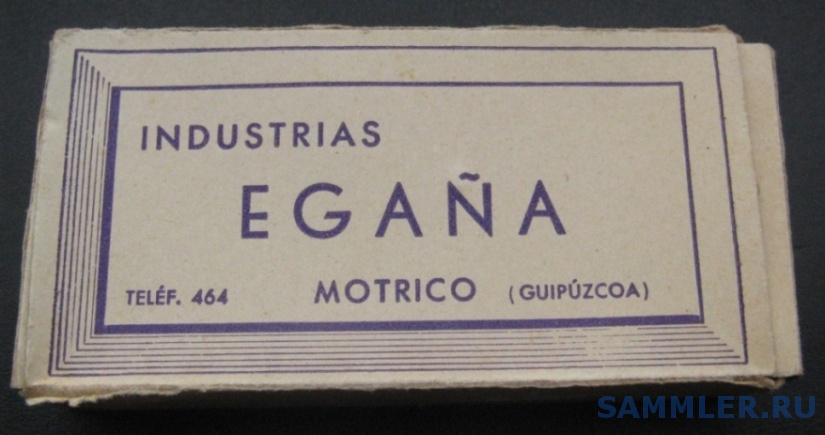 INDUSTRIAS
EGAÑA
TELÉF. 464 MOTRICO (GUIPÚZCOA)
SAMMLER.RU